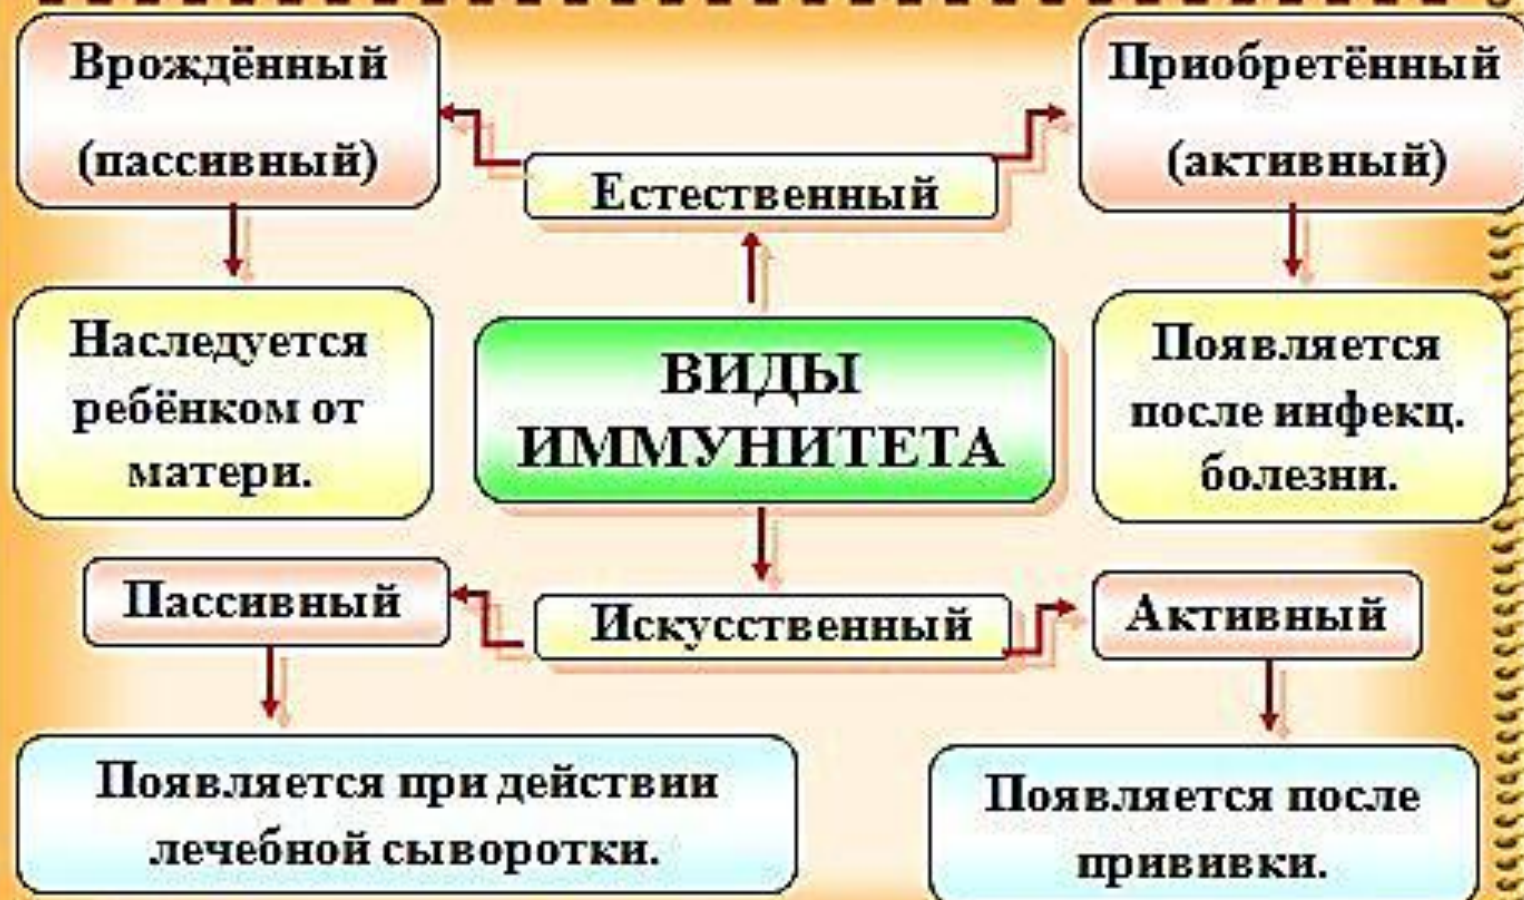 Врождённый
(пассивный)
Естественный
Приобретённый
(активный)
Наследуется
ребёнком от
матери.
ВИДЫ
ИММУНИТЕТА
Появляется
после инфекц.
болезни.
Пассивный
Искусственный
Активный
Появляется при действии
лечебной сыворотки.
Появляется после
прививки.